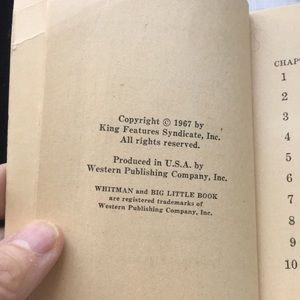 Copyright © 1967 by
King Features Syndicate, Inc.
All rights reserved.
Produced in U.S.A. by
Western Publishing Company, Inc.
WHITMAN and BIG LITTLE BOOK
are registered trademarks of
Western Publishing Company, Inc.
CHAPT
1
2
3
4
5
6
7
8
9
10